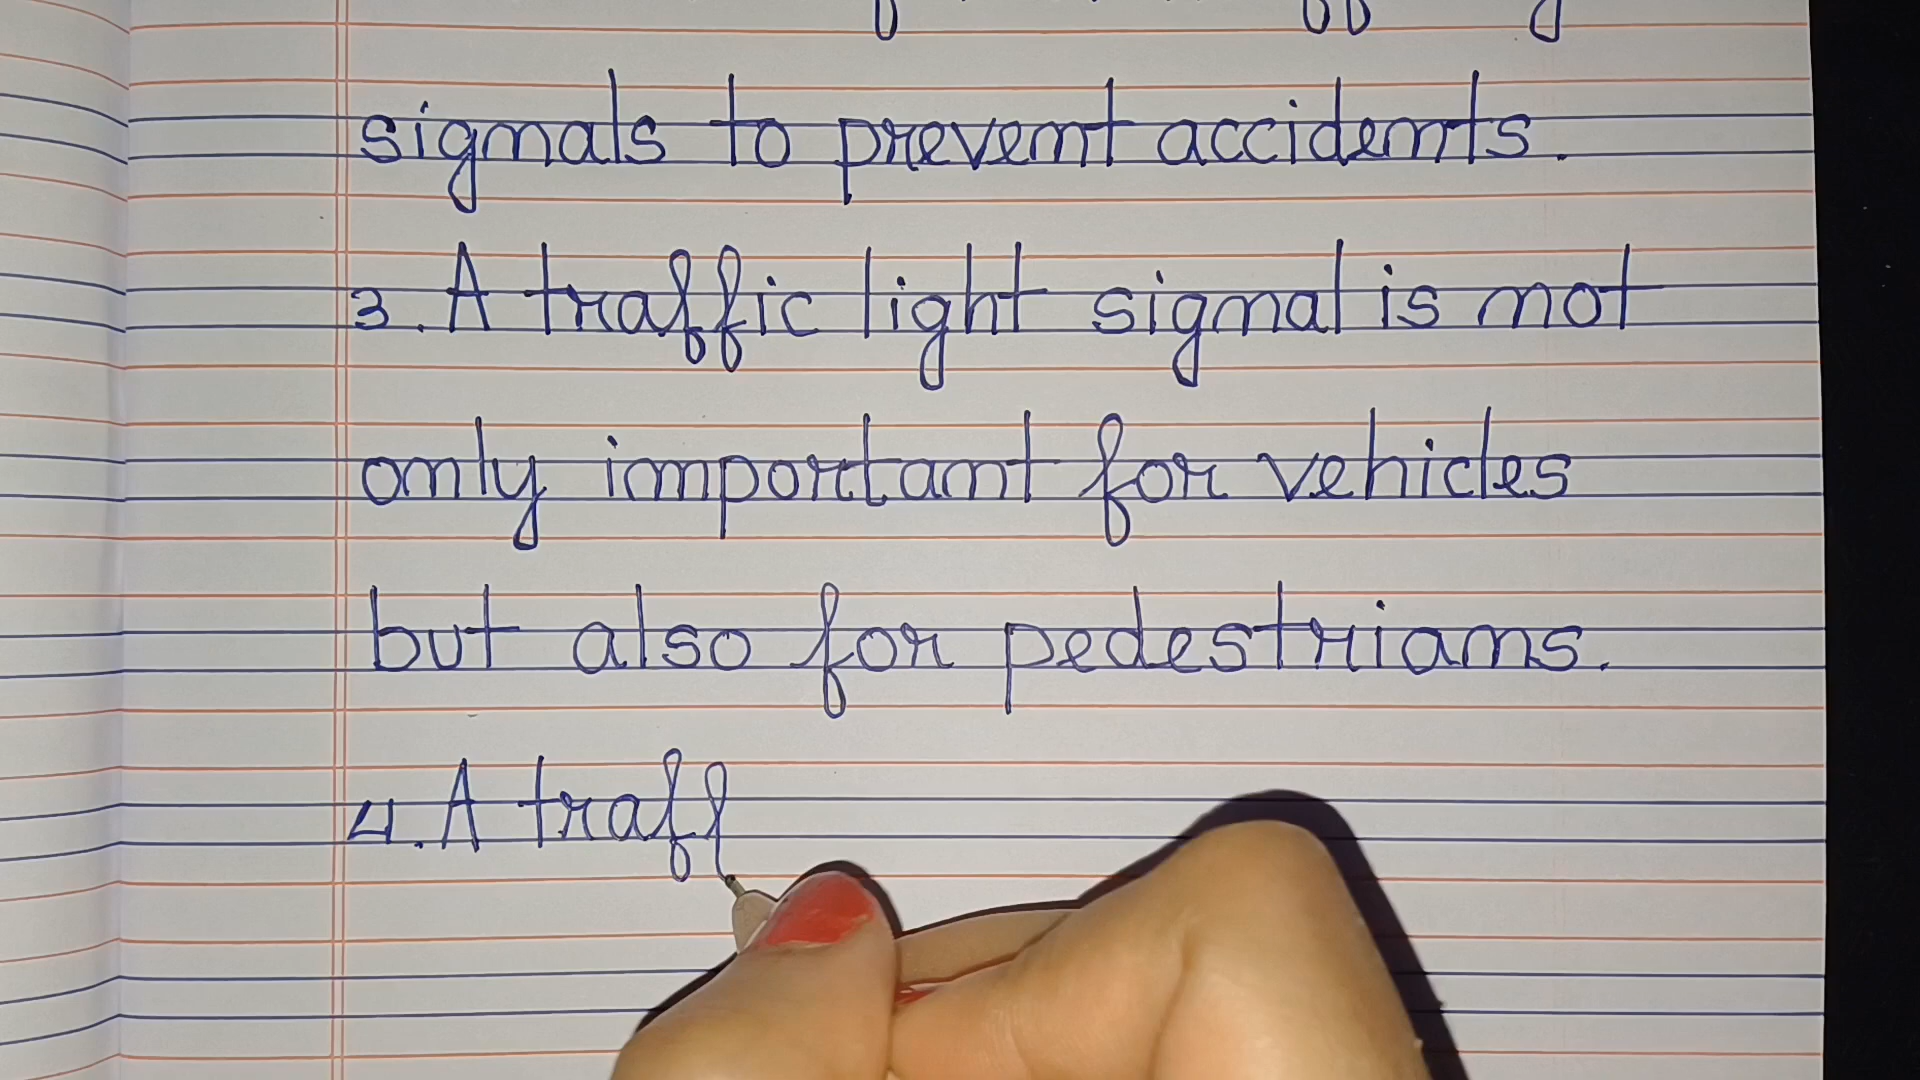 signals to prevent accidents.
3. A traffic light signal is not
only important for vehicles
but also for pedestrians.
4. A traff